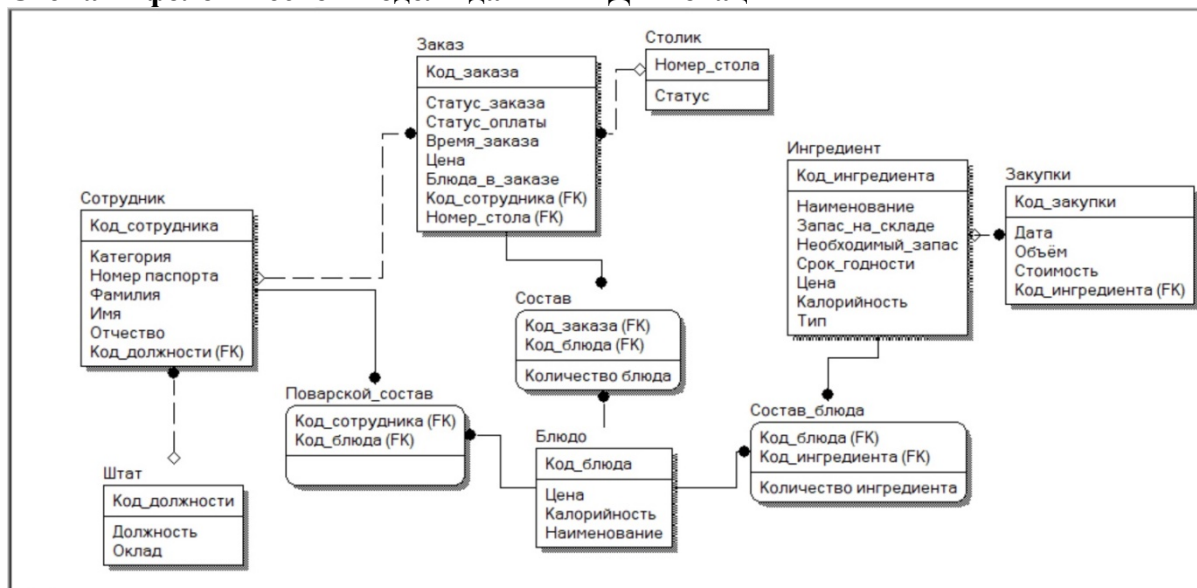 Заказ
Код_заказа
Статус_заказа
Статус_оплаты
Время_заказа
Цена
Блюда_в_заказе
Код_сотрудника (FK)
Номер_стола (FK)
Столик
Номер_стола
Статус
Ингредиент
Код_ингредиента
Наименование
Запас_на_складе
Необходимый_запас
Срок_годности
Цена
Калорийность
Тип
Закупки
Код_закупки
Дата
Объём
Стоимость
Код_ингредиента (FK)
Сотрудник
Код_сотрудника
Категория
Номер паспорта
Фамилия
Имя
Отчество
Код_должности (FK)
Состав
Код_заказа (FK)
Код_блюда (FK)
Количество блюда
Поварской_состав
Код_сотрудника (FK)
Код_блюда (FK)
Блюдо
Код_блюда
Цена
Калорийность
Наименование
Состав_блюда
Код_блюда (FK)
Код_ингредиента (FK)
Количество ингредиента
Штат
Код_должности
Должность
Оклад